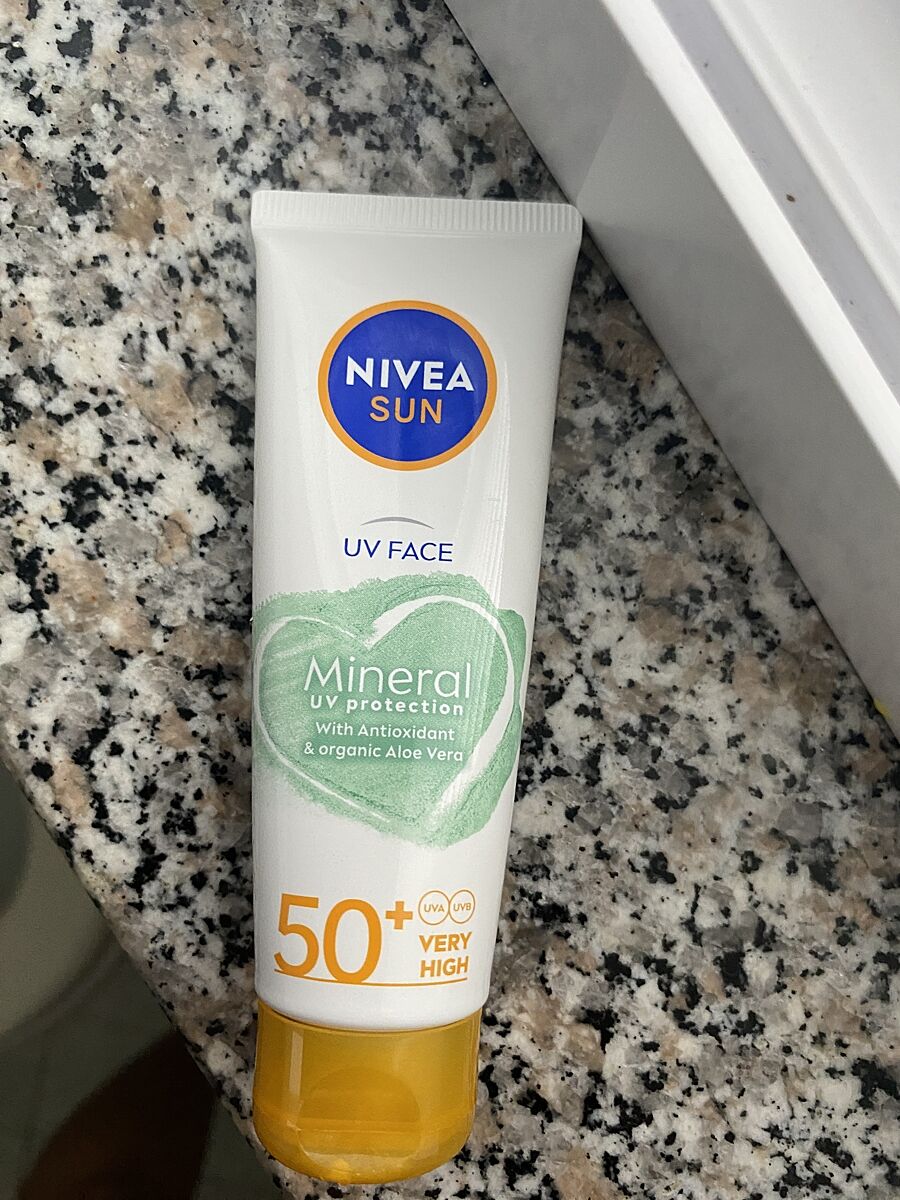 NIVEA
SUN
UV FACE
Mineral
UV protection
With Antioxidant
& organic Aloe Vera
50+
UVA UVB
VERY
HIGH